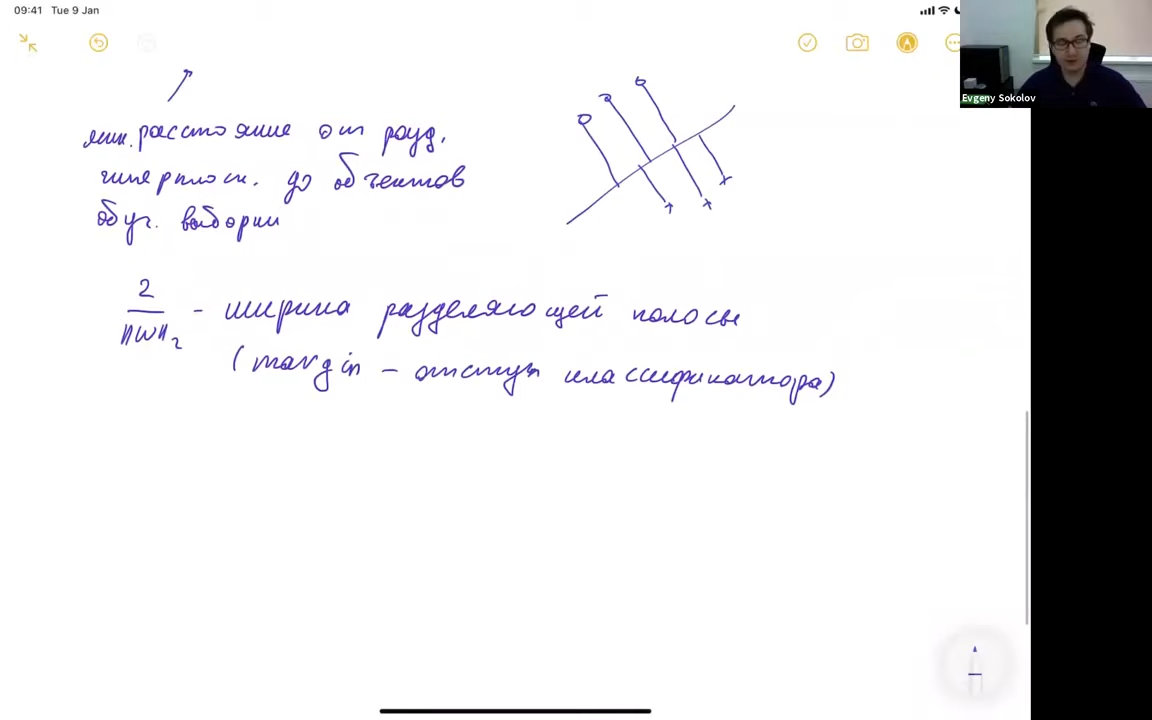 09:41 Tue 9 Jan
Evgeny Sokolov
мин. расстояние от разд.
гиперплоск. до объектов
обуч. выборки
2
‖w‖₂ - ширина разделяющей полосы
(margin - отступ классификатора)